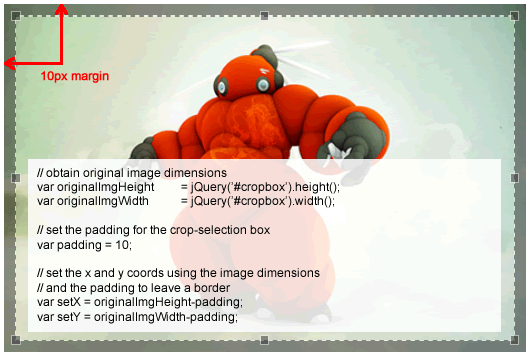 10px margin
// obtain original image dimensions
var originalImgHeight = jQuery('#cropbox').height();
var originalImgWidth = jQuery('#cropbox').width();
// set the padding for the crop-selection box
var padding = 10;
// set the x and y coords using the image dimensions
// and the padding to leave a border
var setX = originalImgHeight-padding;
var setY = originalImgWidth-padding;